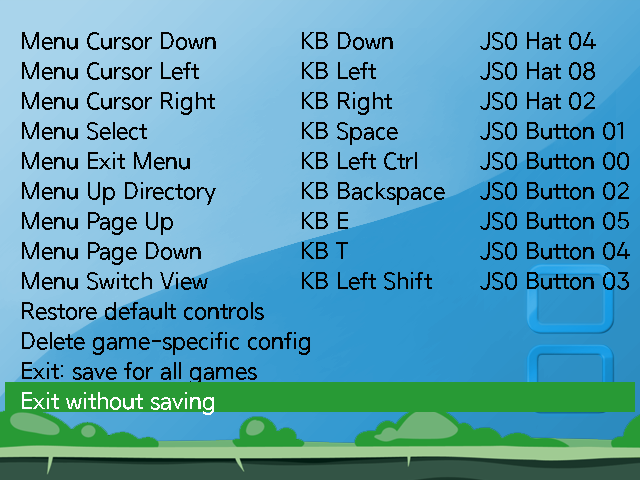 Menu Cursor Down KB Down JS0 Hat 04
Menu Cursor Left KB Left JS0 Hat 08
Menu Cursor Right KB Right JS0 Hat 02
Menu Select KB Space JS0 Button 01
Menu Exit Menu KB Left Ctrl JS0 Button 00
Menu Up Directory KB Backspace JS0 Button 02
Menu Page Up KB E JS0 Button 05
Menu Page Down KB T JS0 Button 04
Menu Switch View KB Left Shift JS0 Button 03
Restore default controls
Delete game-specific config
Exit: save for all games
Exit without saving